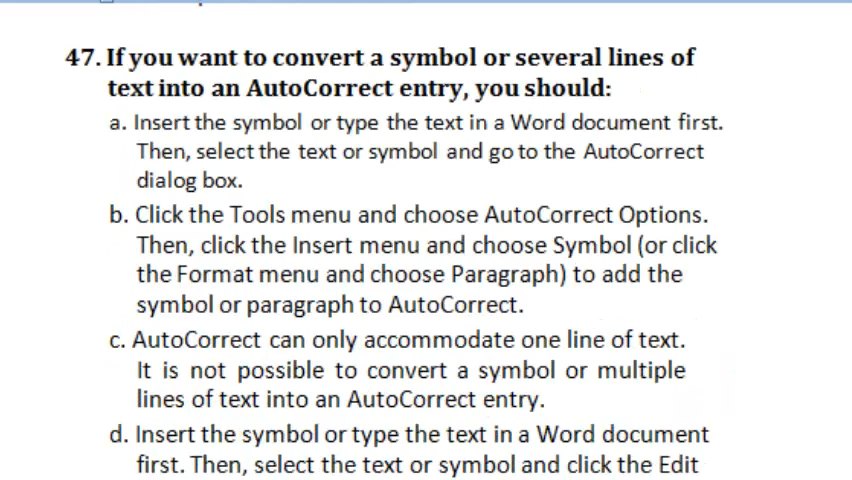 47. If you want to convert a symbol or several lines of
text into an AutoCorrect entry, you should:
a. Insert the symbol or type the text in a Word document first.
Then, select the text or symbol and go to the AutoCorrect
dialog box.
b. Click the Tools menu and choose AutoCorrect Options.
Then, click the Insert menu and choose Symbol (or click
the Format menu and choose Paragraph) to add the
symbol or paragraph to AutoCorrect.
c. AutoCorrect can only accommodate one line of text.
It is not possible to convert a symbol or multiple
lines of text into an AutoCorrect entry.
d. Insert the symbol or type the text in a Word document
first. Then, select the text or symbol and click the Edit